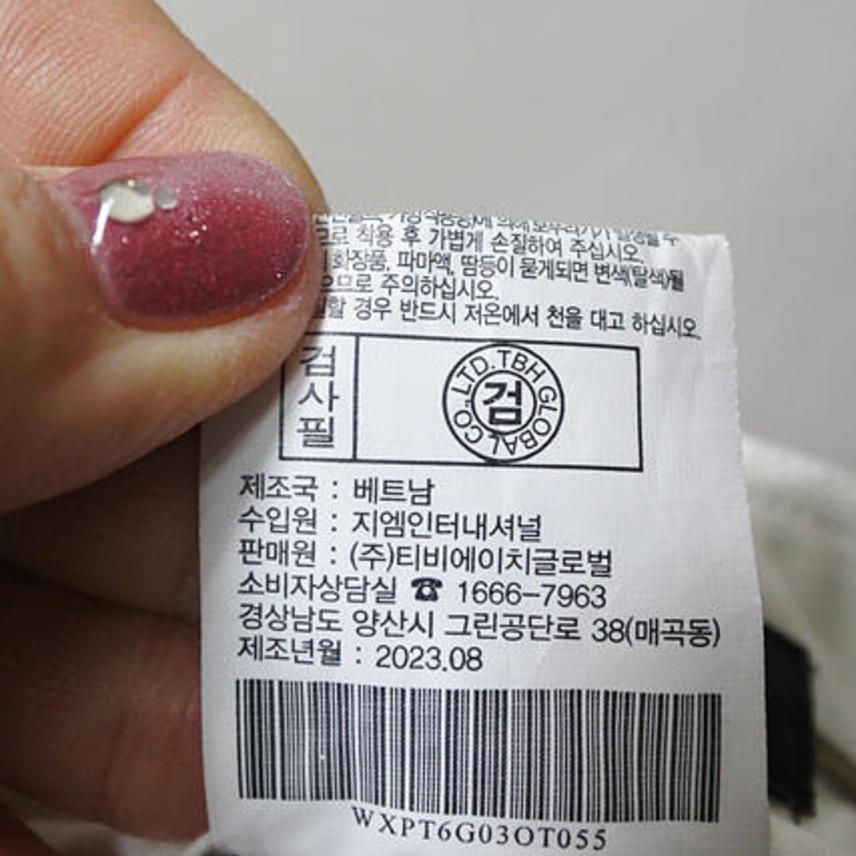 착용 후 가볍게 손질하여 주십시오.
화장품, 파마액, 땀등이 묻게되면 변색(탈색)될
으므로 주의하십시오.
경우 반드시 저온에서 천을 대고 하십시오.
검사필
LTD.TBH GLOBAL CO.,
검
제조국 : 베트남
수입원 : 지엠인터내셔널
판매원 : (주)티비에이치글로벌
소비자상담실 ☎ 1666-7963
경상남도 양산시 그린공단로 38(매곡동)
제조년월 : 2023.08
WXPT6G03OT055